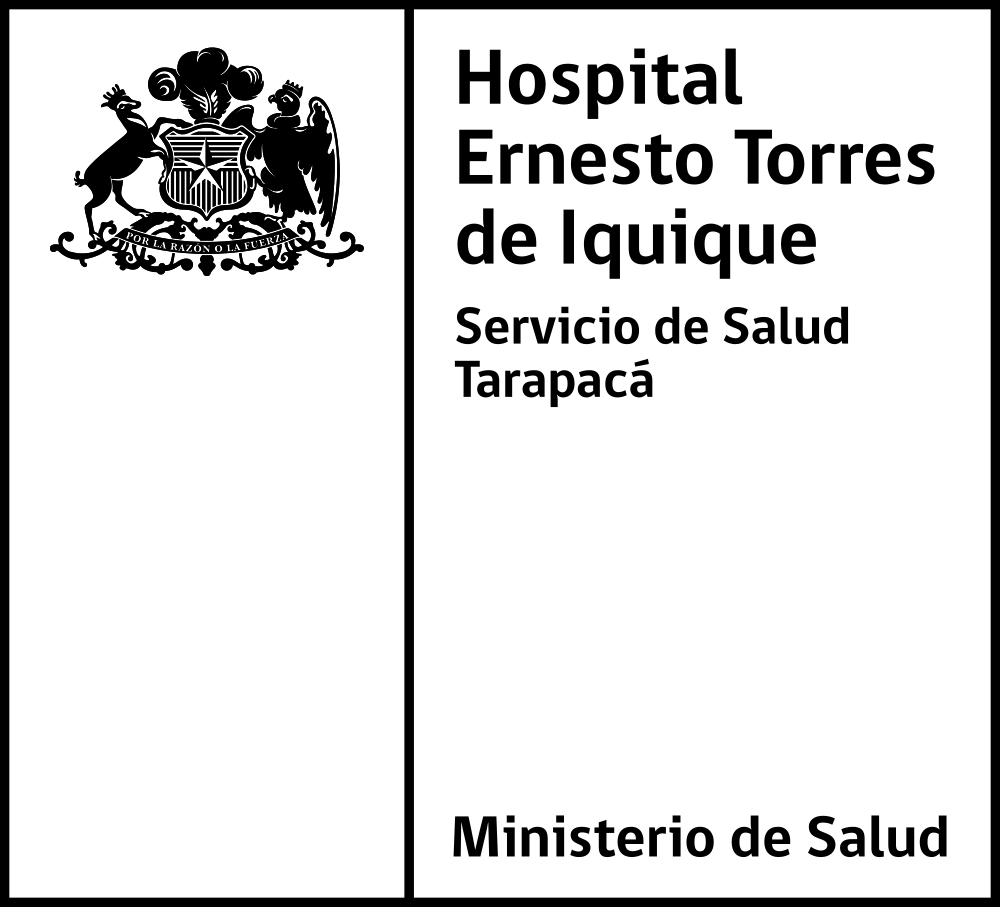 POR LA RAZÓN O LA FUERZA
Hospital
Ernesto Torres
de Iquique
Servicio de Salud
Tarapacá
Ministerio de Salud